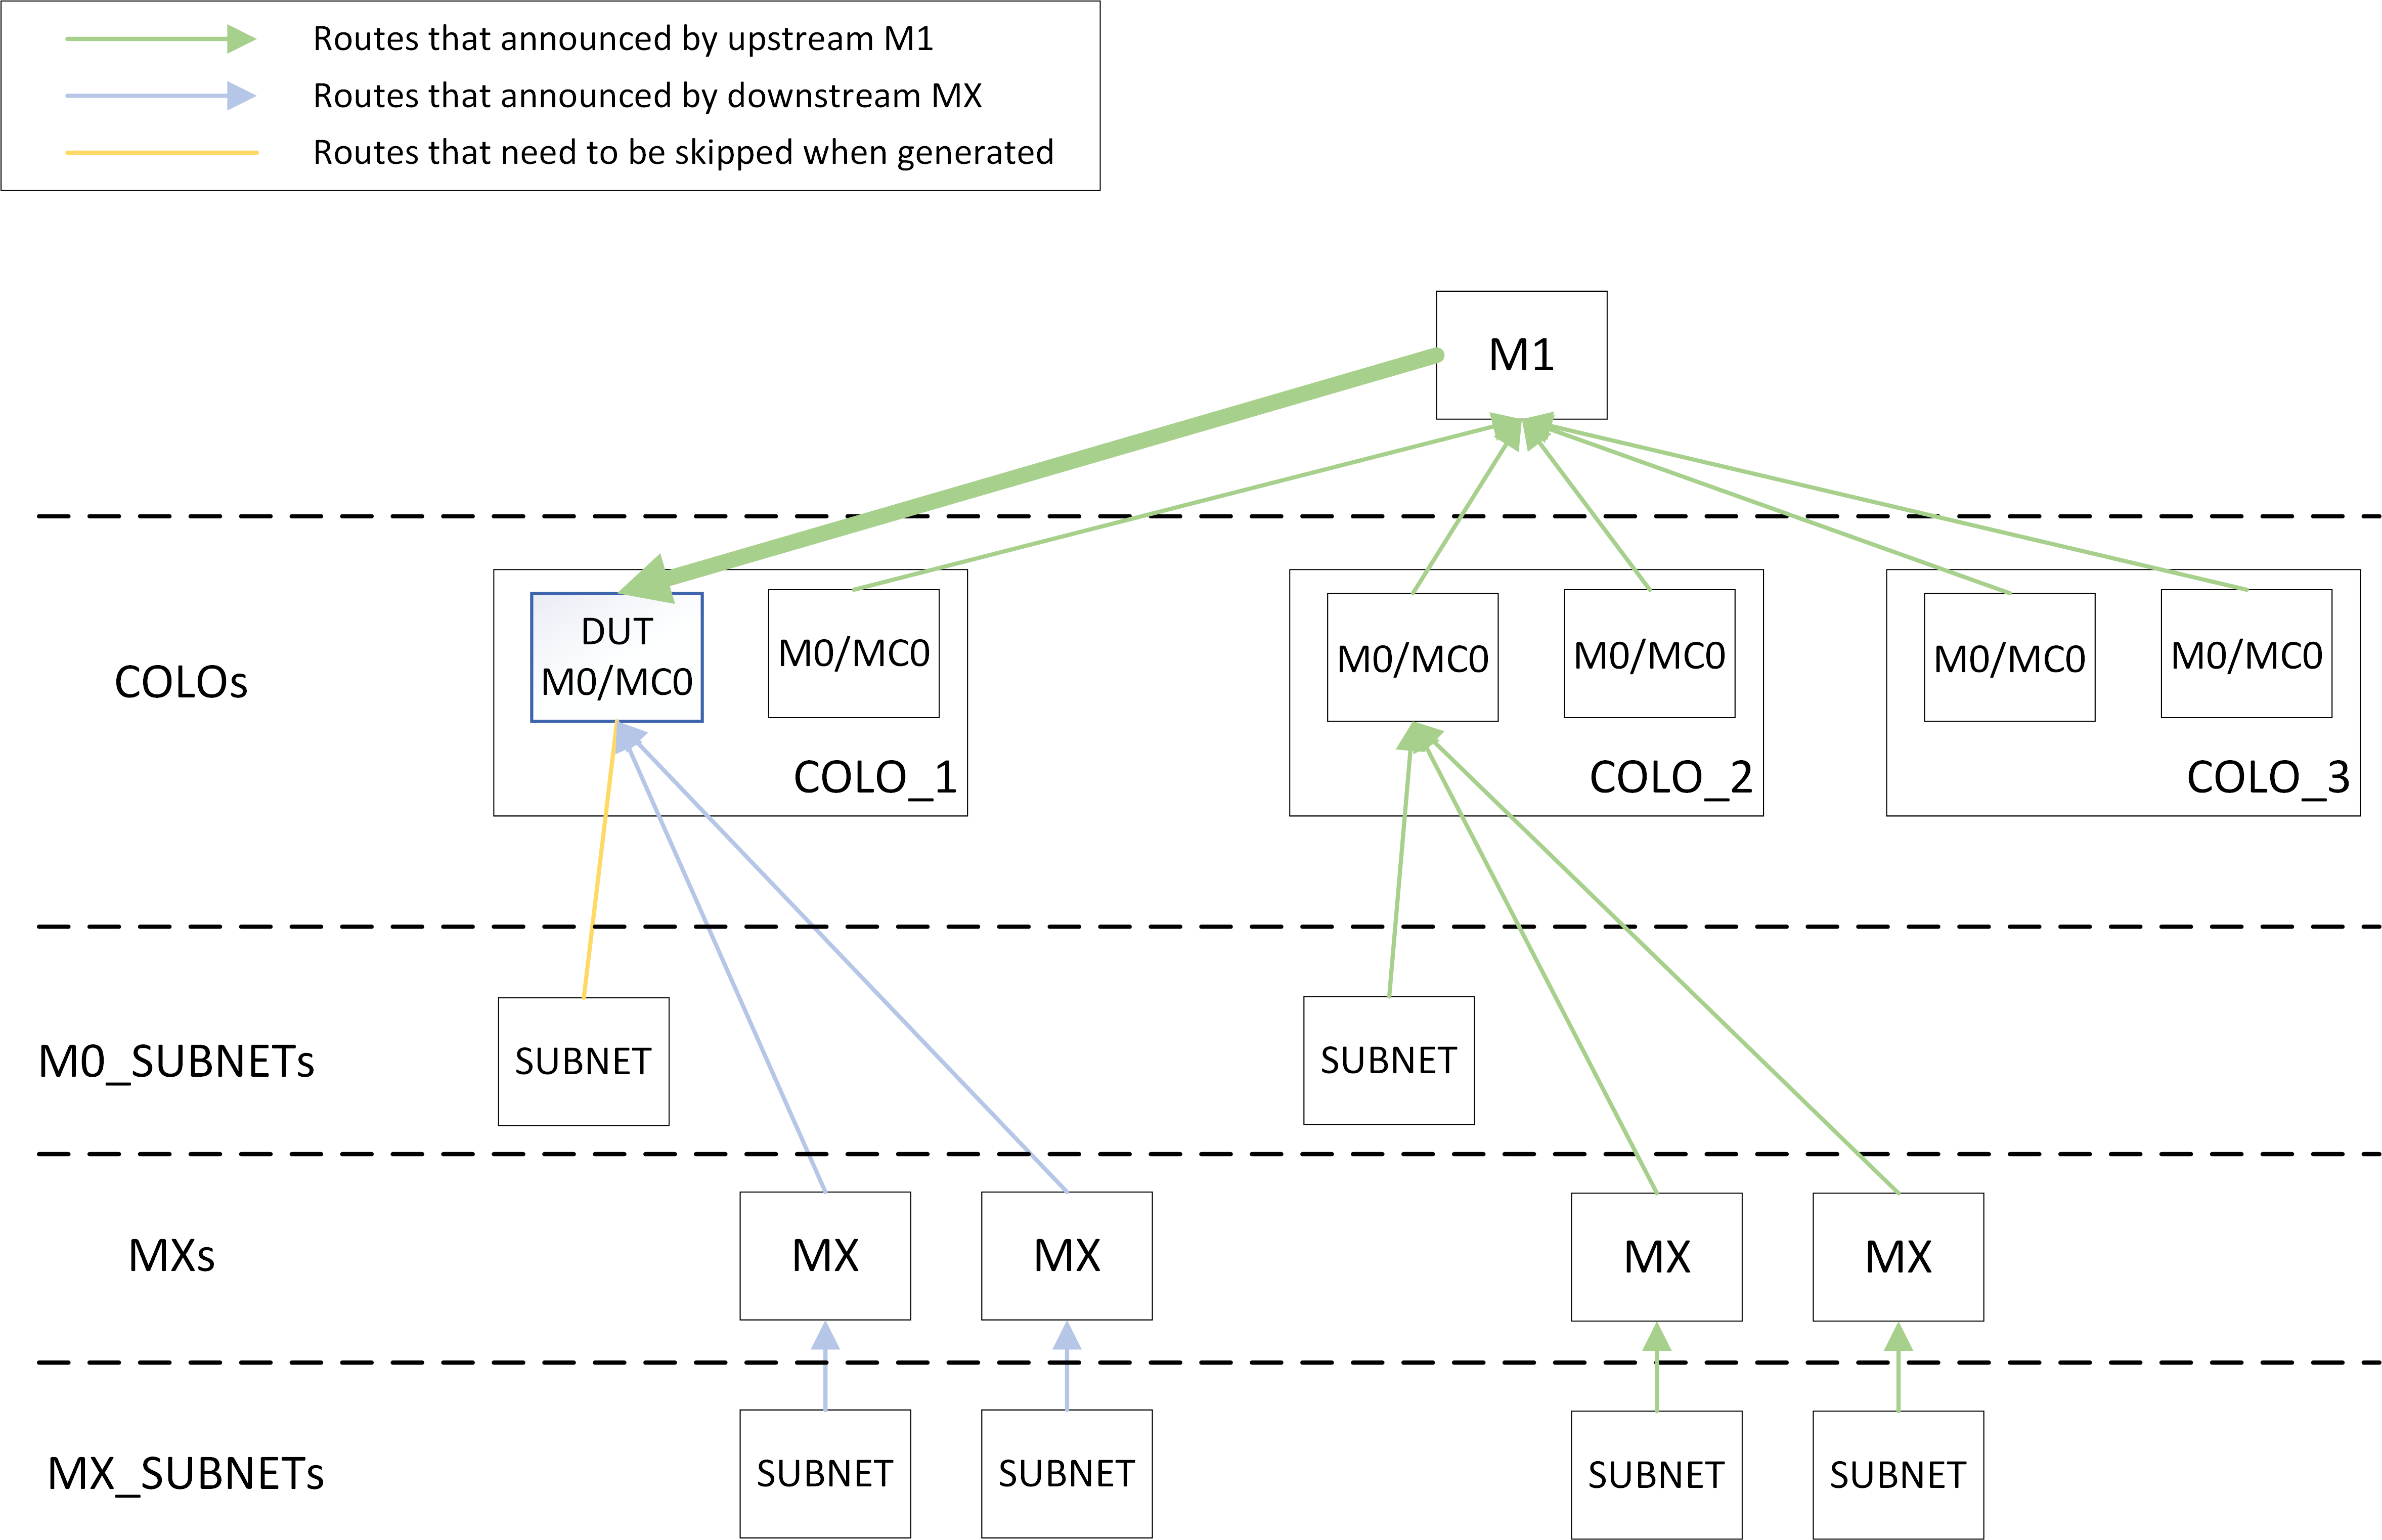 Routes that announced by upstream M1
Routes that announced by downstream MX
Routes that need to be skipped when generated
M1
COLOs
DUT
M0/MC0
M0/MC0
COLO_1
M0/MC0
M0/MC0
COLO_2
M0/MC0
M0/MC0
COLO_3
M0_SUBNETs
SUBNET
SUBNET
MXs
MX
MX
MX
MX
MX_SUBNETs
SUBNET
SUBNET
SUBNET
SUBNET